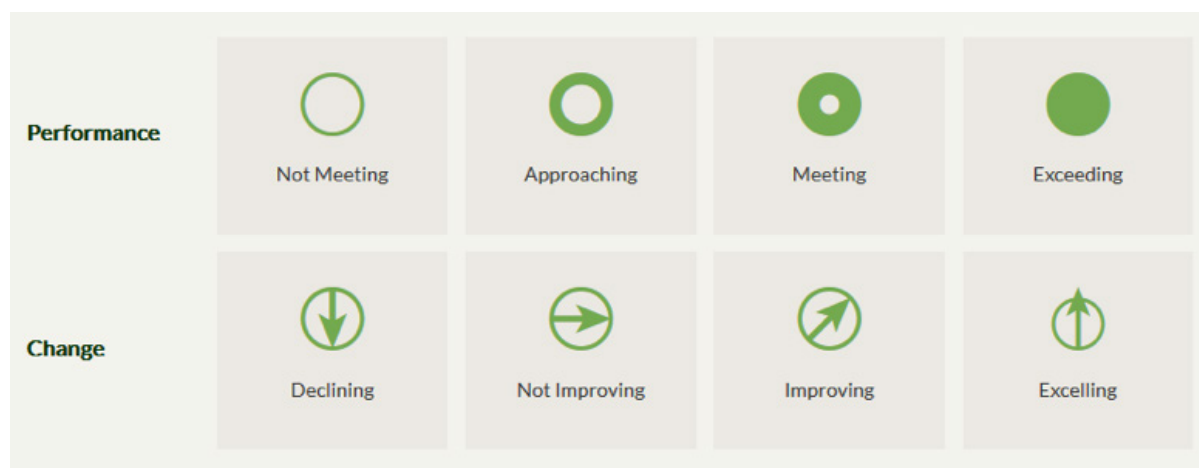 Performance
Not Meeting
Approaching
Meeting
Exceeding
Change
Declining
Not Improving
Improving
Excelling